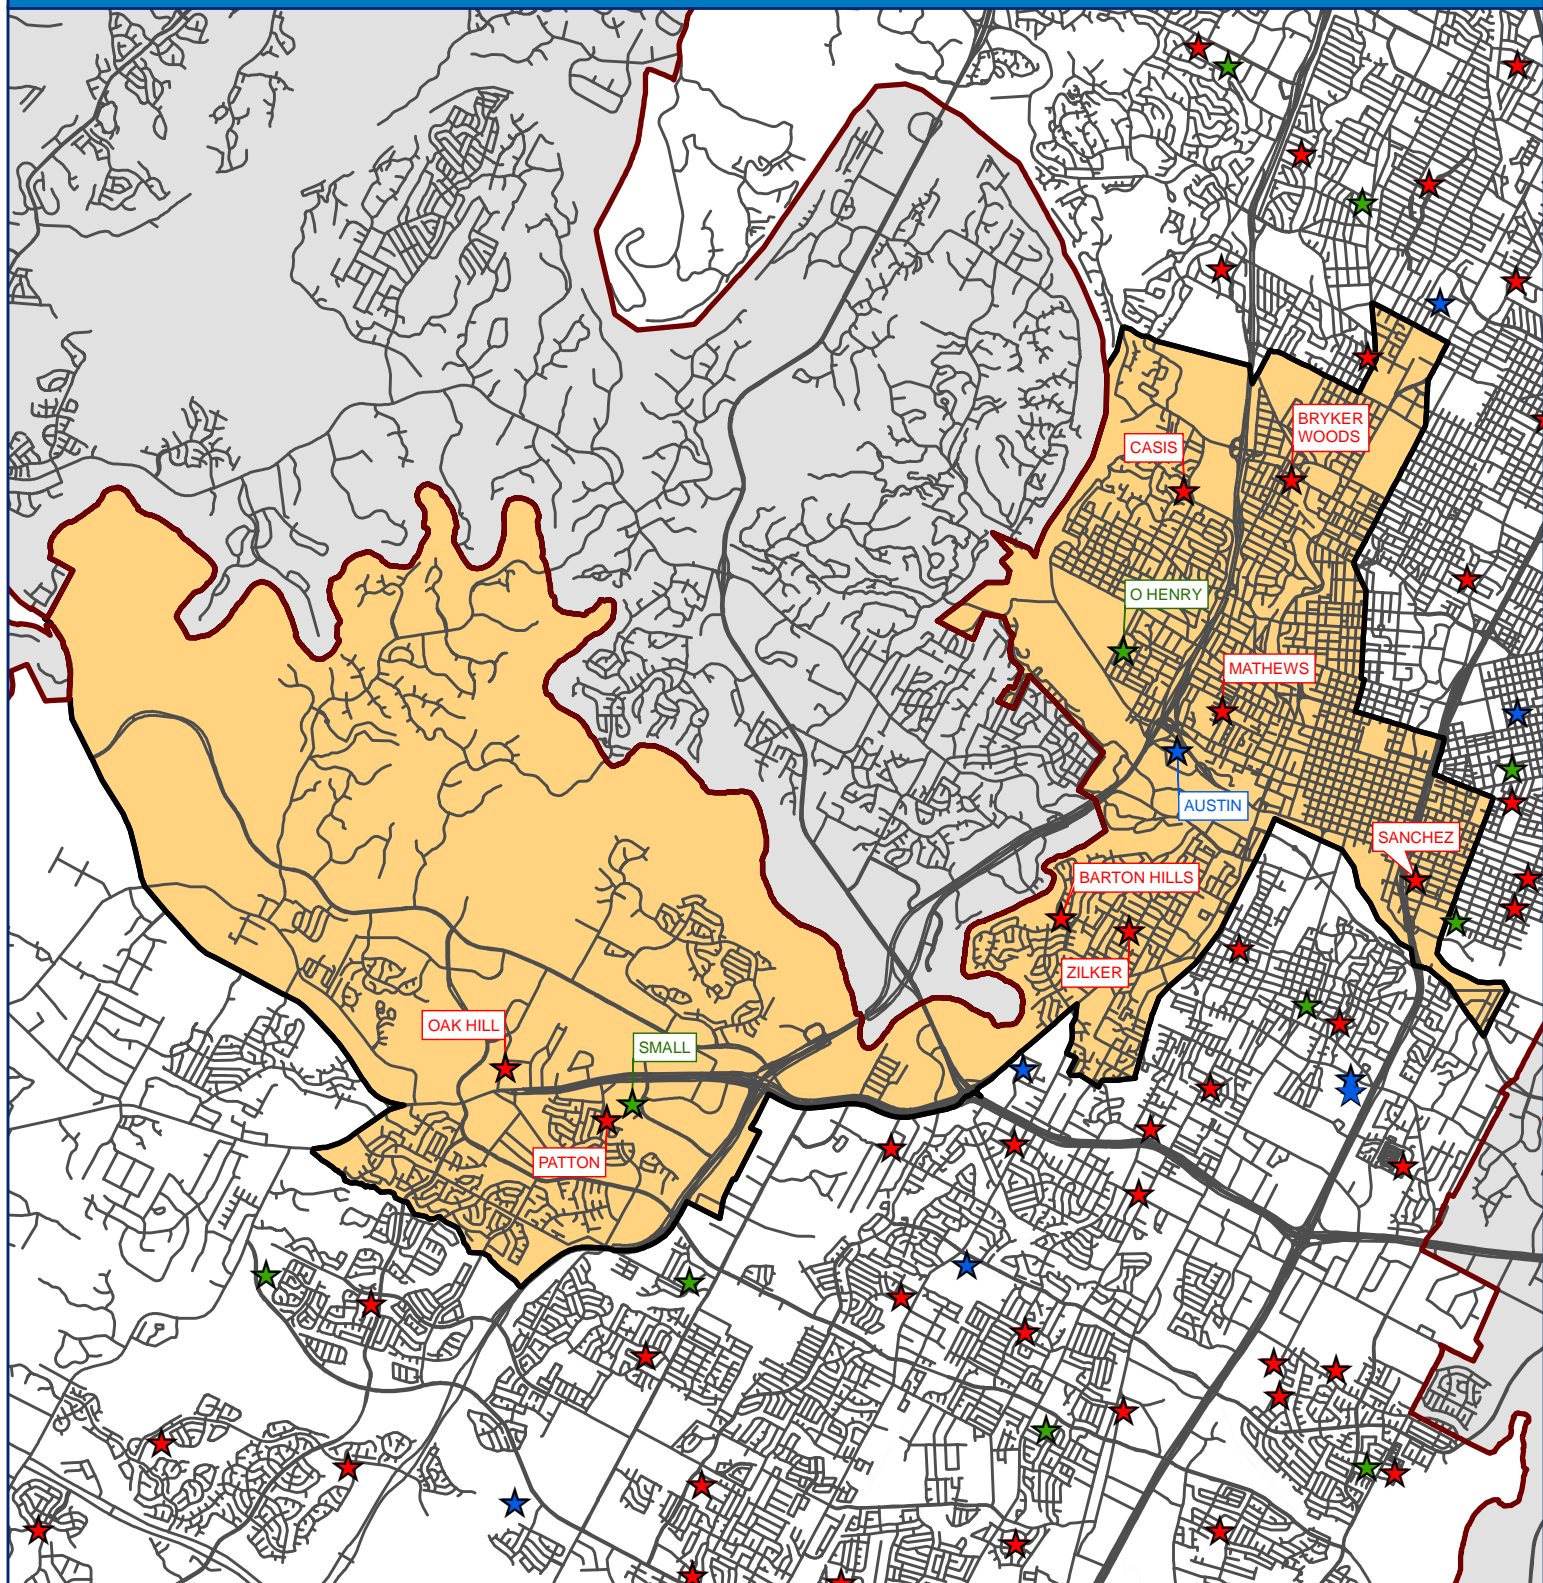 BRYKER
WOODS
CASIS
O HENRY
MATHEWS
AUSTIN
SANCHEZ
BARTON HILLS
ZILKER
OAK HILL
SMALL
PATTON